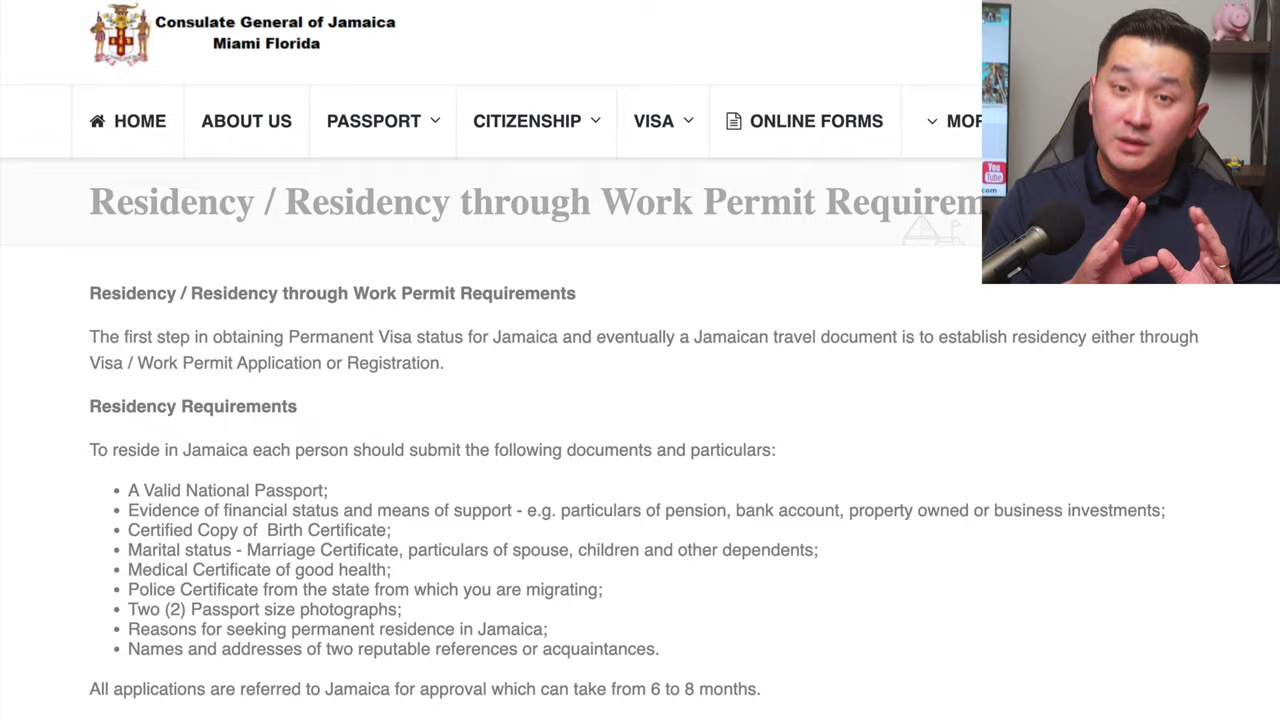 Consulate General of Jamaica
Miami Florida
HOME
ABOUT US
PASSPORT
CITIZENSHIP
VISA
ONLINE FORMS
Residency / Residency through Work Permit
You
Tube
com
Residency / Residency through Work Permit Requirements
The first step in obtaining Permanent Visa status for Jamaica and eventually a Jamaican travel document is to establish residency either through
Visa / Work Permit Application or Registration.
Residency Requirements
To reside in Jamaica each person should submit the following documents and particulars:
• A Valid National Passport;
• Evidence of financial status and means of support - e.g. particulars of pension, bank account, property owned or business investments;
• Certified Copy of Birth Certificate;
• Marital status - Marriage Certificate, particulars of spouse, children and other dependents;
• Medical Certificate of good health;
• Police Certificate from the state from which you are migrating;
• Two (2) Passport size photographs;
• Reasons for seeking permanent residence in Jamaica;
• Names and addresses of two reputable references or acquaintances.
All applications are referred to Jamaica for approval which can take from 6 to 8 months.